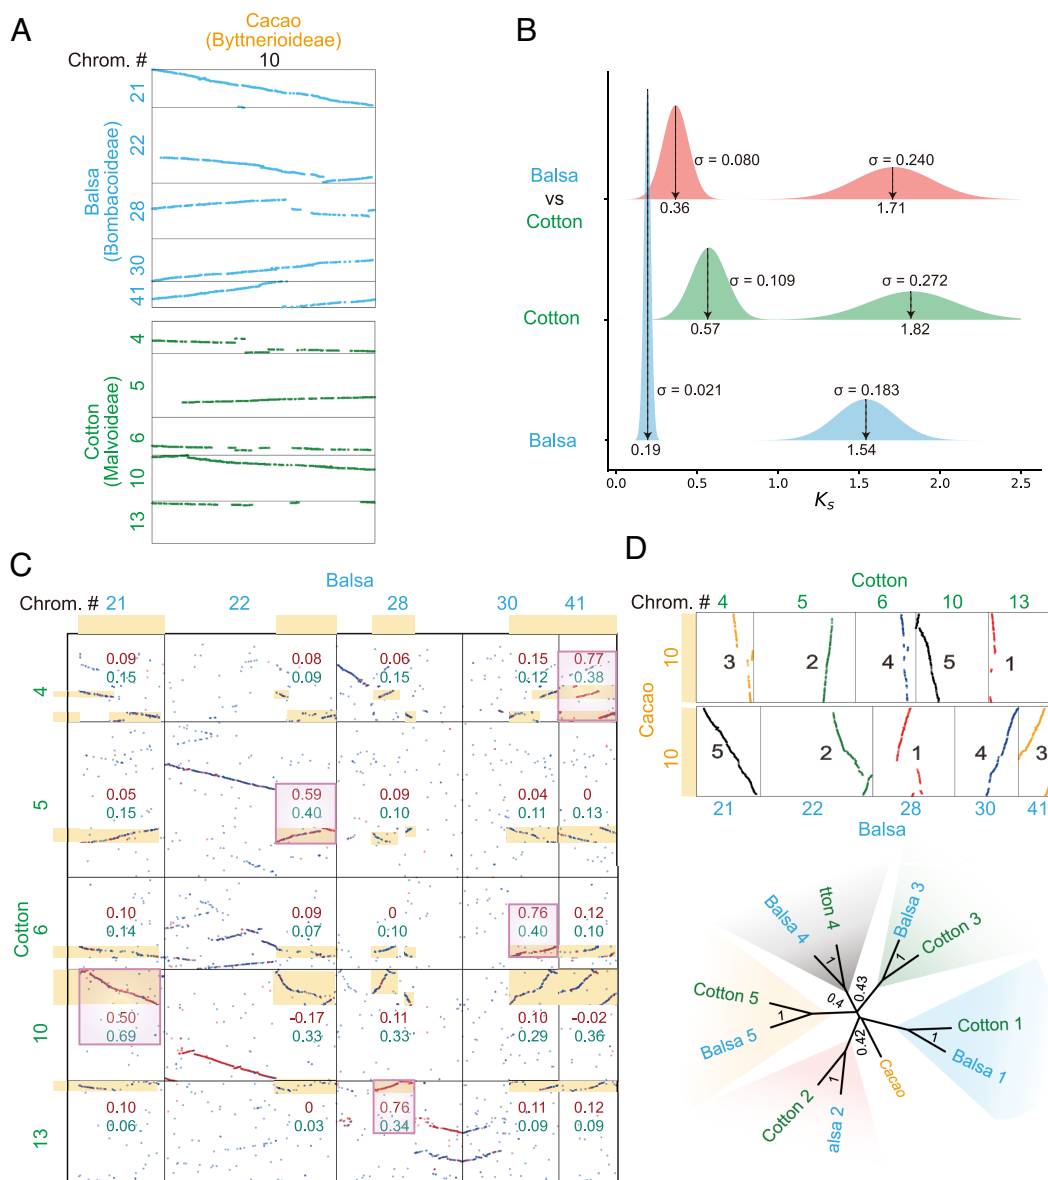 A
Cacao
(Byttnerioideae)
Chrom. # 10
Balsa
(Bombacoideae)
21
22
28
30
41
Cotton
(Malvoideae)
4
5
6
10
13
B
Balsa
vs
Cotton
σ = 0.080
σ = 0.240
0.36
1.71
Cotton
σ = 0.109
σ = 0.272
0.57
1.82
Balsa
σ = 0.021
σ = 0.183
0.19
1.54
0.0 0.5 1.0 1.5 2.0 2.5
Ks
C
Balsa
Chrom. # 21 22 28 30 41
Cotton
4
0.09 0.08 0.06 0.15 0.77
0.15 0.09 0.15 0.12 0.38
5
0.05 0.59 0.09 0.04 0
0.15 0.40 0.10 0.11 0.13
6
0.10 0.09 0 0.76 0.12
0.14 0.07 0.10 0.40 0.10
10
0.50 -0.17 0.11 0.10 -0.02
0.69 0.33 0.33 0.29 0.36
13
0.10 0 0.76 0.11 0.12
0.06 0.03 0.34 0.09 0.09
D
Cotton
Chrom. # 4 5 6 10 13
Cacao
10
3 2 4 5 1
10
5 2 1 4 3
21 22 28 30 41
Balsa
Balsa 4
tton 4
Balsa 3
Cotton 3
1
1
0.43
0.4
Cotton 5
Balsa 5
1
Cotton 1
Balsa 1
1
0.42
Cacao
Cotton 2
alsa 2
1